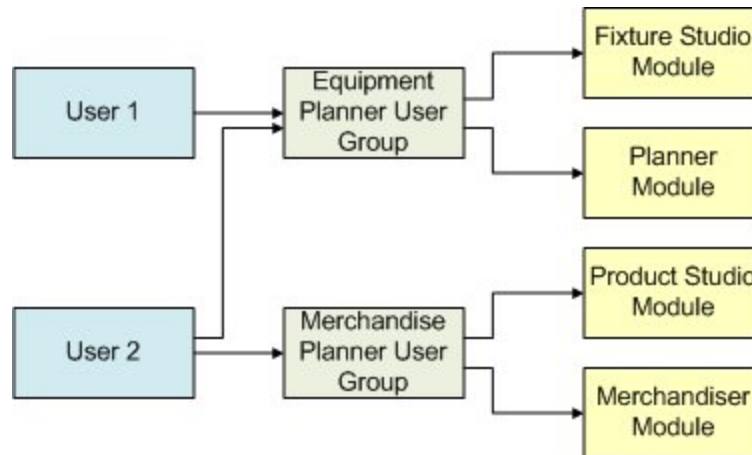 User 1
Equipment
Planner User
Group
Fixture Studio
Module
Planner
Module
User 2
Merchandise
Planner User
Group
Product Studio
Module
Merchandiser
Module